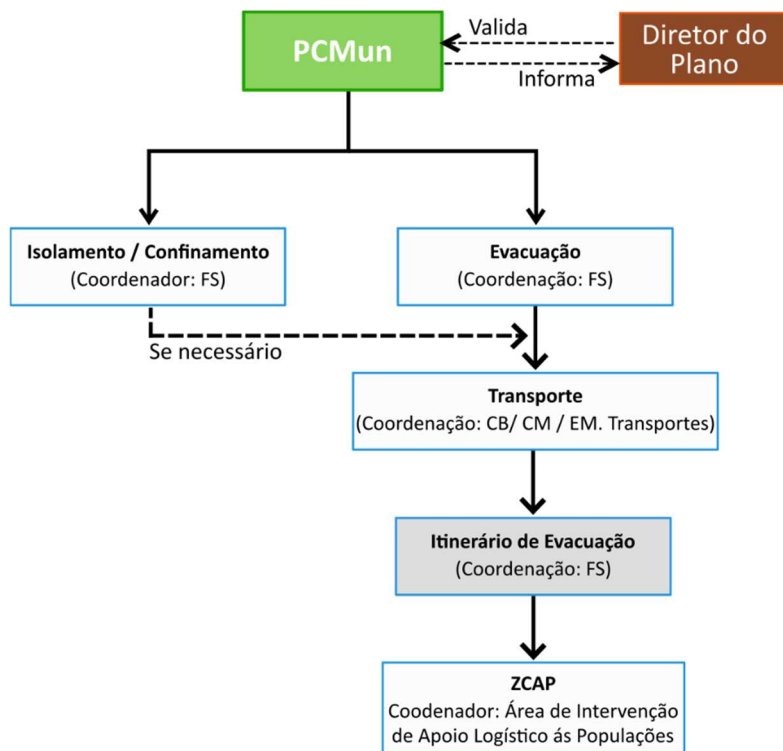 PCMun
Valida
Informa
Diretor do
Plano
Isolamento / Confinamento
(Coordenador: FS)
Evacuação
(Coordenação: FS)
Se necessário
Transporte
(Coordenação: CB/ CM / EM. Transportes)
Itinerário de Evacuação
(Coordenação: FS)
ZCAP
Coodenador: Área de Intervenção
de Apoio Logístico ás Populações